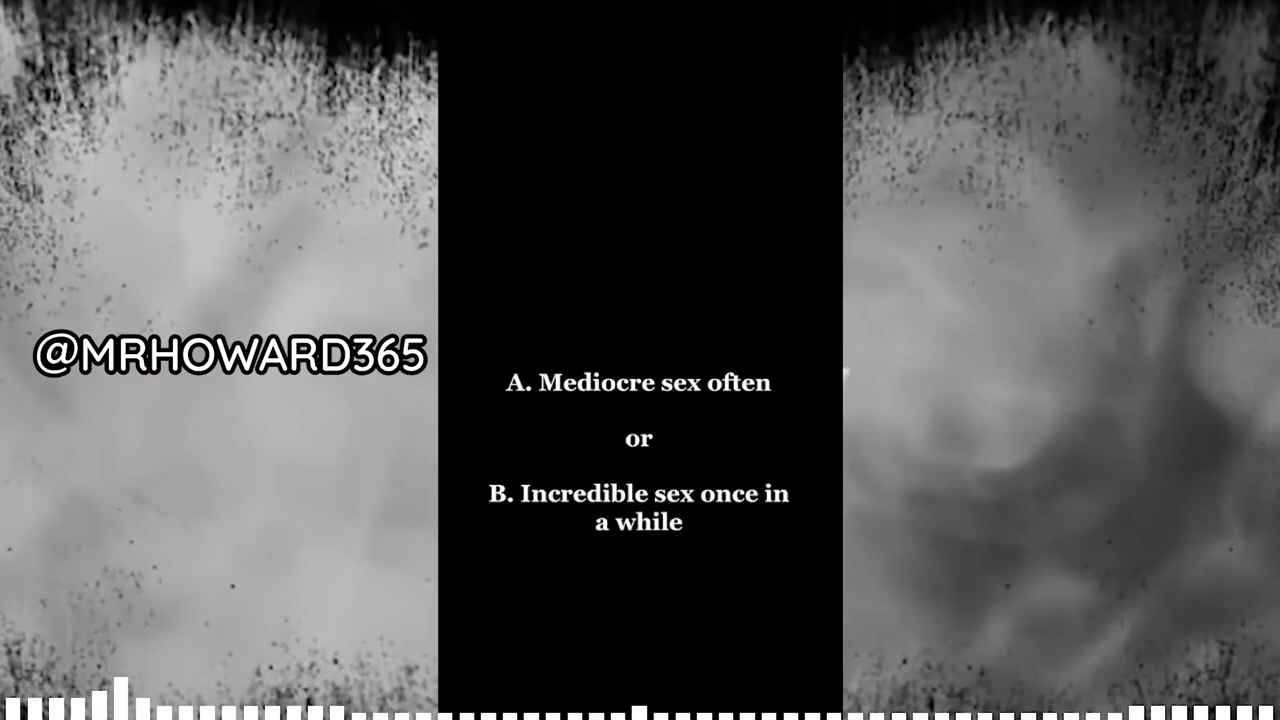 @MRHOWARD365
A. Mediocre sex often
or
B. Incredible sex once in
a while